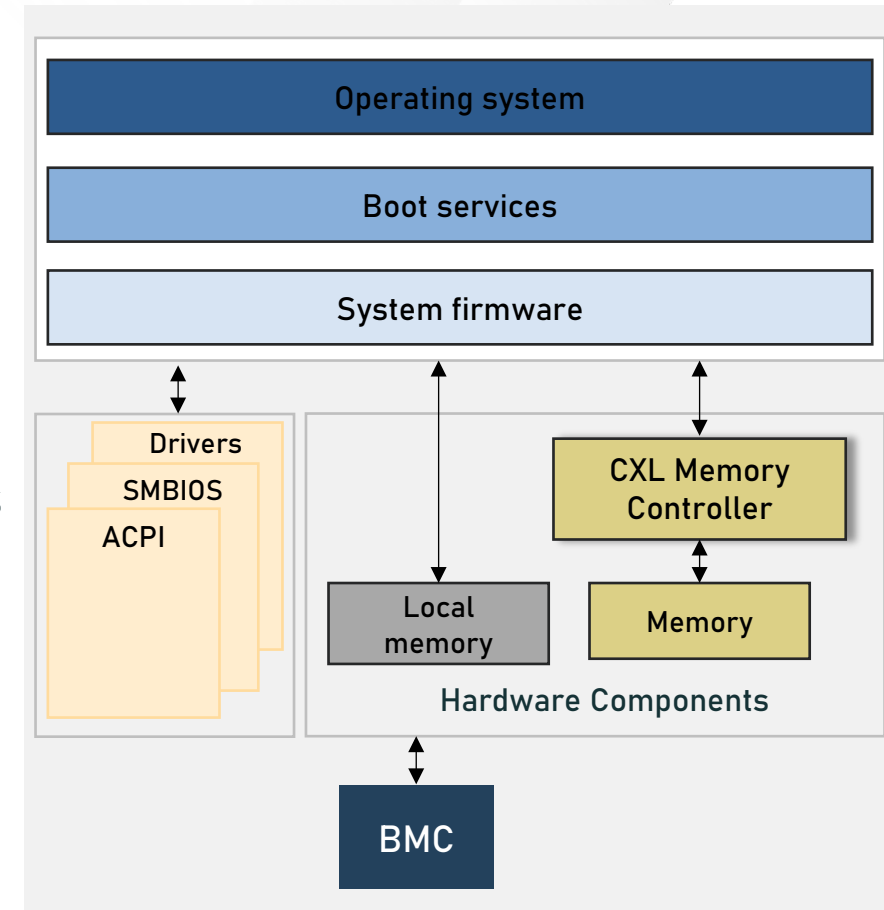 Operating system
Boot services
System firmware
Drivers
SMBIOS
ACPI
CXL Memory
Controller
Local
memory
Memory
Hardware Components
BMC